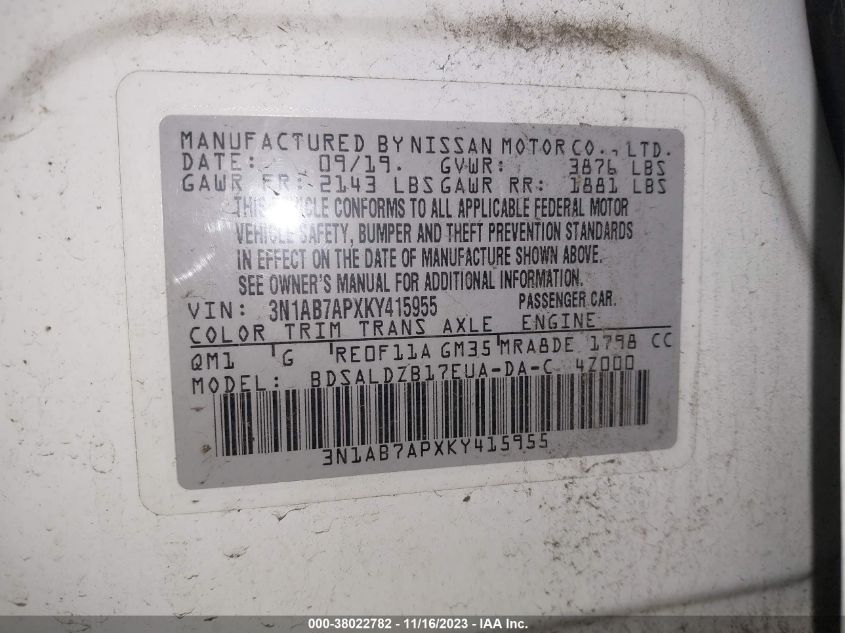 MANUFACTURED BY NISSAN MOTOR CO., LTD.
DATE: 09/19. GVWR: 3876 LBS
GAWR FR: 2143 LBS GAWR RR: 1881 LBS
THIS VEHICLE CONFORMS TO ALL APPLICABLE FEDERAL MOTOR
VEHICLE SAFETY, BUMPER AND THEFT PREVENTION STANDARDS
IN EFFECT ON THE DATE OF MANUFACTURE SHOWN ABOVE.
SEE OWNER'S MANUAL FOR ADDITIONAL INFORMATION.
VIN: 3N1AB7APXKY415955 PASSENGER CAR.
COLOR TRIM TRANS AXLE ENGINE
QM1 G RE0F11A GM35 MRA8DE 1798 CC
MODEL: BDSALDZB17EUA-DA-C 4Z000
3N1AB7APXKY415955
000-38022782 - 11/16/2023 - IAA Inc.